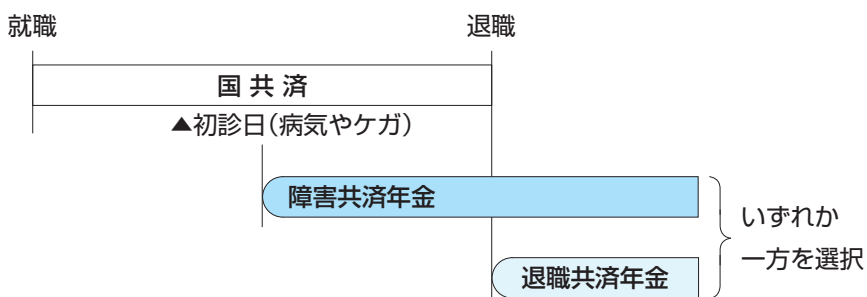 就職
退職
国共済
▲初診日(病気やケガ)
障害共済年金
いずれか
一方を選択
退職共済年金